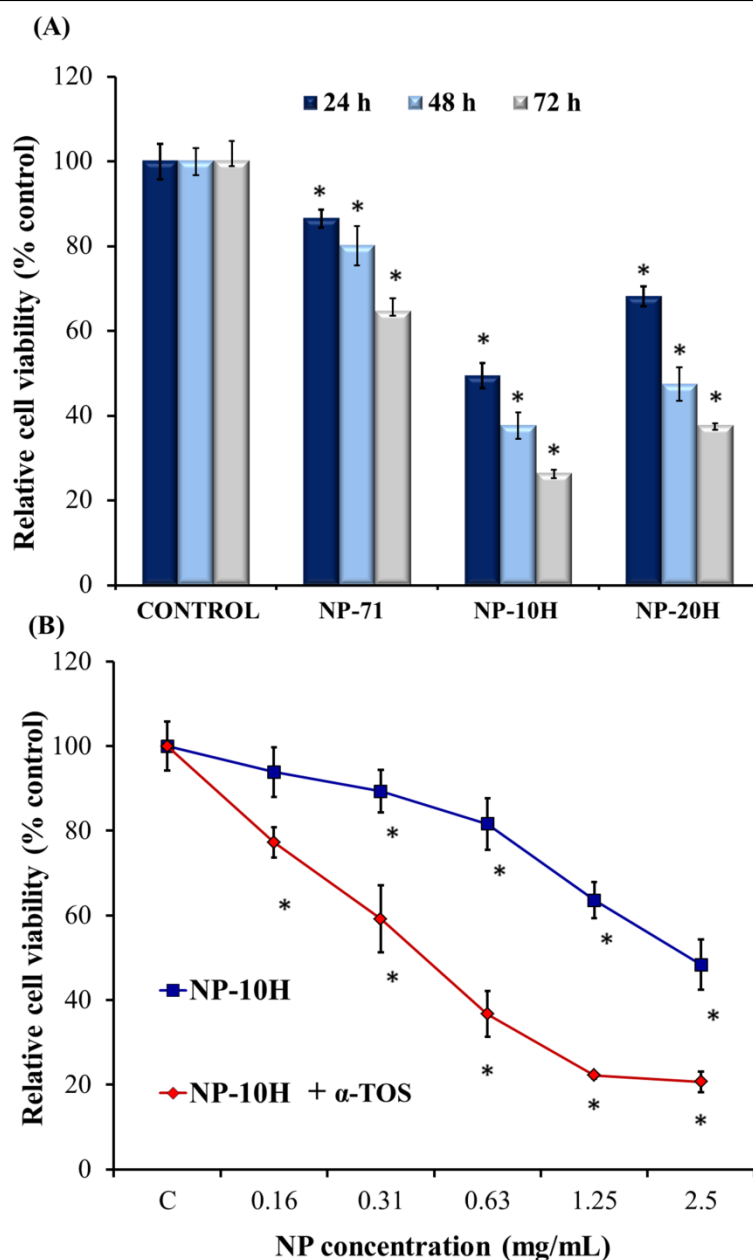 (A)
Relative cell viability (% control)
120
100
80
60
40
20
0
24 h 48 h 72 h
* * *
* * *
* * *
CONTROL NP-71 NP-10H NP-20H
(B)
Relative cell viability (% control)
120
100
80
60
40
20
0
* * * *
* * * * *
NP-10H
NP-10H + α-TOS
C 0.16 0.31 0.63 1.25 2.5
NP concentration (mg/mL)